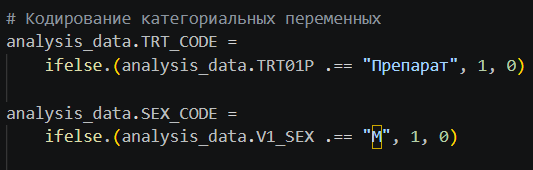 # Кодирование категориальных переменных
analysis_data.TRT_CODE =
    ifelse.(analysis_data.TRT01P .== "Препарат", 1, 0)
analysis_data.SEX_CODE =
    ifelse.(analysis_data.V1_SEX .== "М", 1, 0)